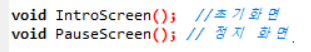 void IntroScreen();  //초기화면
void PauseScreen(); // 정지 화면